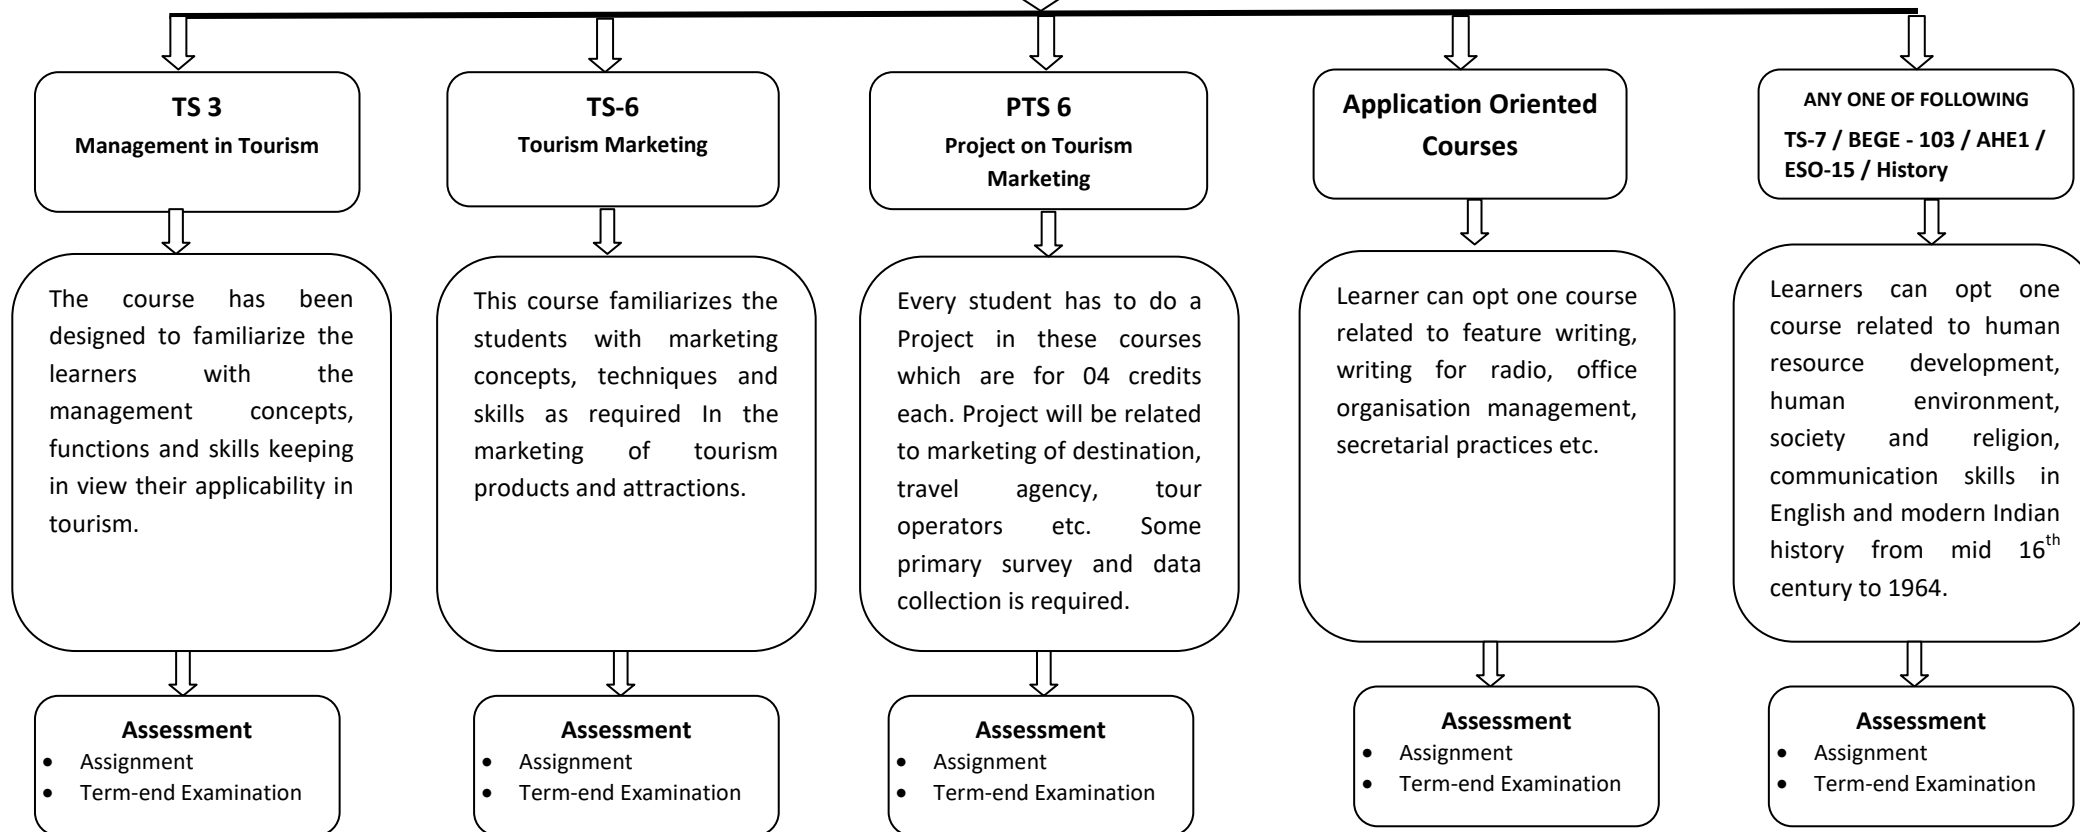 TS 3
Management in Tourism
The course has been
designed to familiarize the
learners with the
management concepts,
functions and skills keeping
in view their applicability in
tourism.
Assessment
• Assignment
• Term-end Examination
TS-6
Tourism Marketing
This course familiarizes the
students with marketing
concepts, techniques and
skills as required In the
marketing of tourism
products and attractions.
Assessment
• Assignment
• Term-end Examination
PTS 6
Project on Tourism
Marketing
Every student has to do a
Project in these courses
which are for 04 credits
each. Project will be related
to marketing of destination,
travel agency, tour
operators etc. Some
primary survey and data
collection is required.
Assessment
• Assignment
• Term-end Examination
Application Oriented
Courses
Learner can opt one course
related to feature writing,
writing for radio, office
organisation management,
secretarial practices etc.
Assessment
• Assignment
• Term-end Examination
ANY ONE OF FOLLOWING
TS-7 / BEGE - 103 / AHE1 /
ESO-15 / History
Learners can opt one
course related to human
resource development,
human environment,
society and religion,
communication skills in
English and modern Indian
history from mid 16th
century to 1964.
Assessment
• Assignment
• Term-end Examination